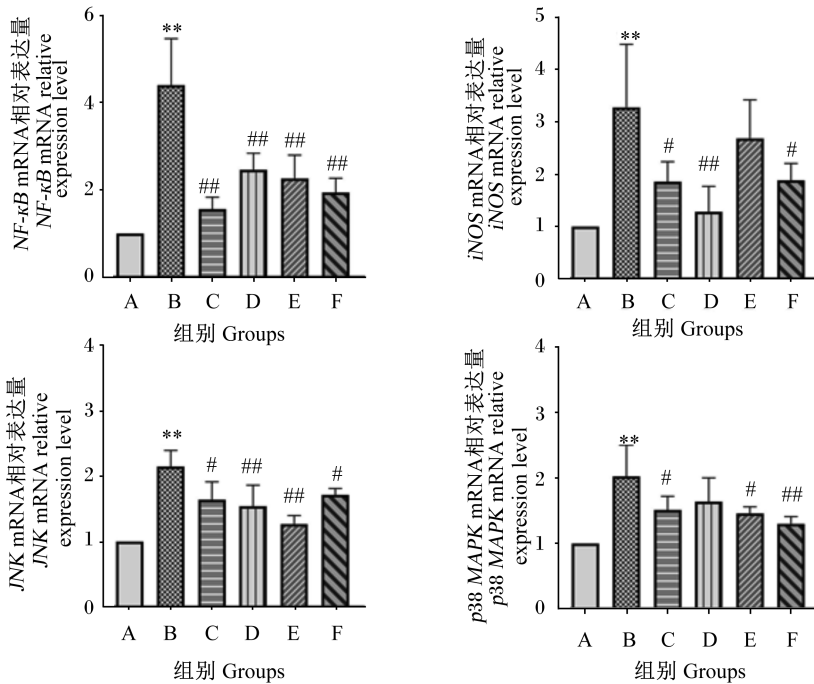 NF-κB mRNA相对表达量
NF-κB mRNA relative
expression level
6
4
2
0
**
##
##
##
##
A B C D E F
组别 Groups
iNOS mRNA相对表达量
iNOS mRNA relative
expression level
5
4
3
2
1
0
**
#
##
#
A B C D E F
组别 Groups
JNK mRNA相对表达量
JNK mRNA relative
expression level
4
3
2
1
0
**
#
##
##
#
A B C D E F
组别 Groups
p38 MAPK mRNA相对表达量
p38 MAPK mRNA relative
expression level
4
3
2
1
0
**
#
#
##
A B C D E F
组别 Groups